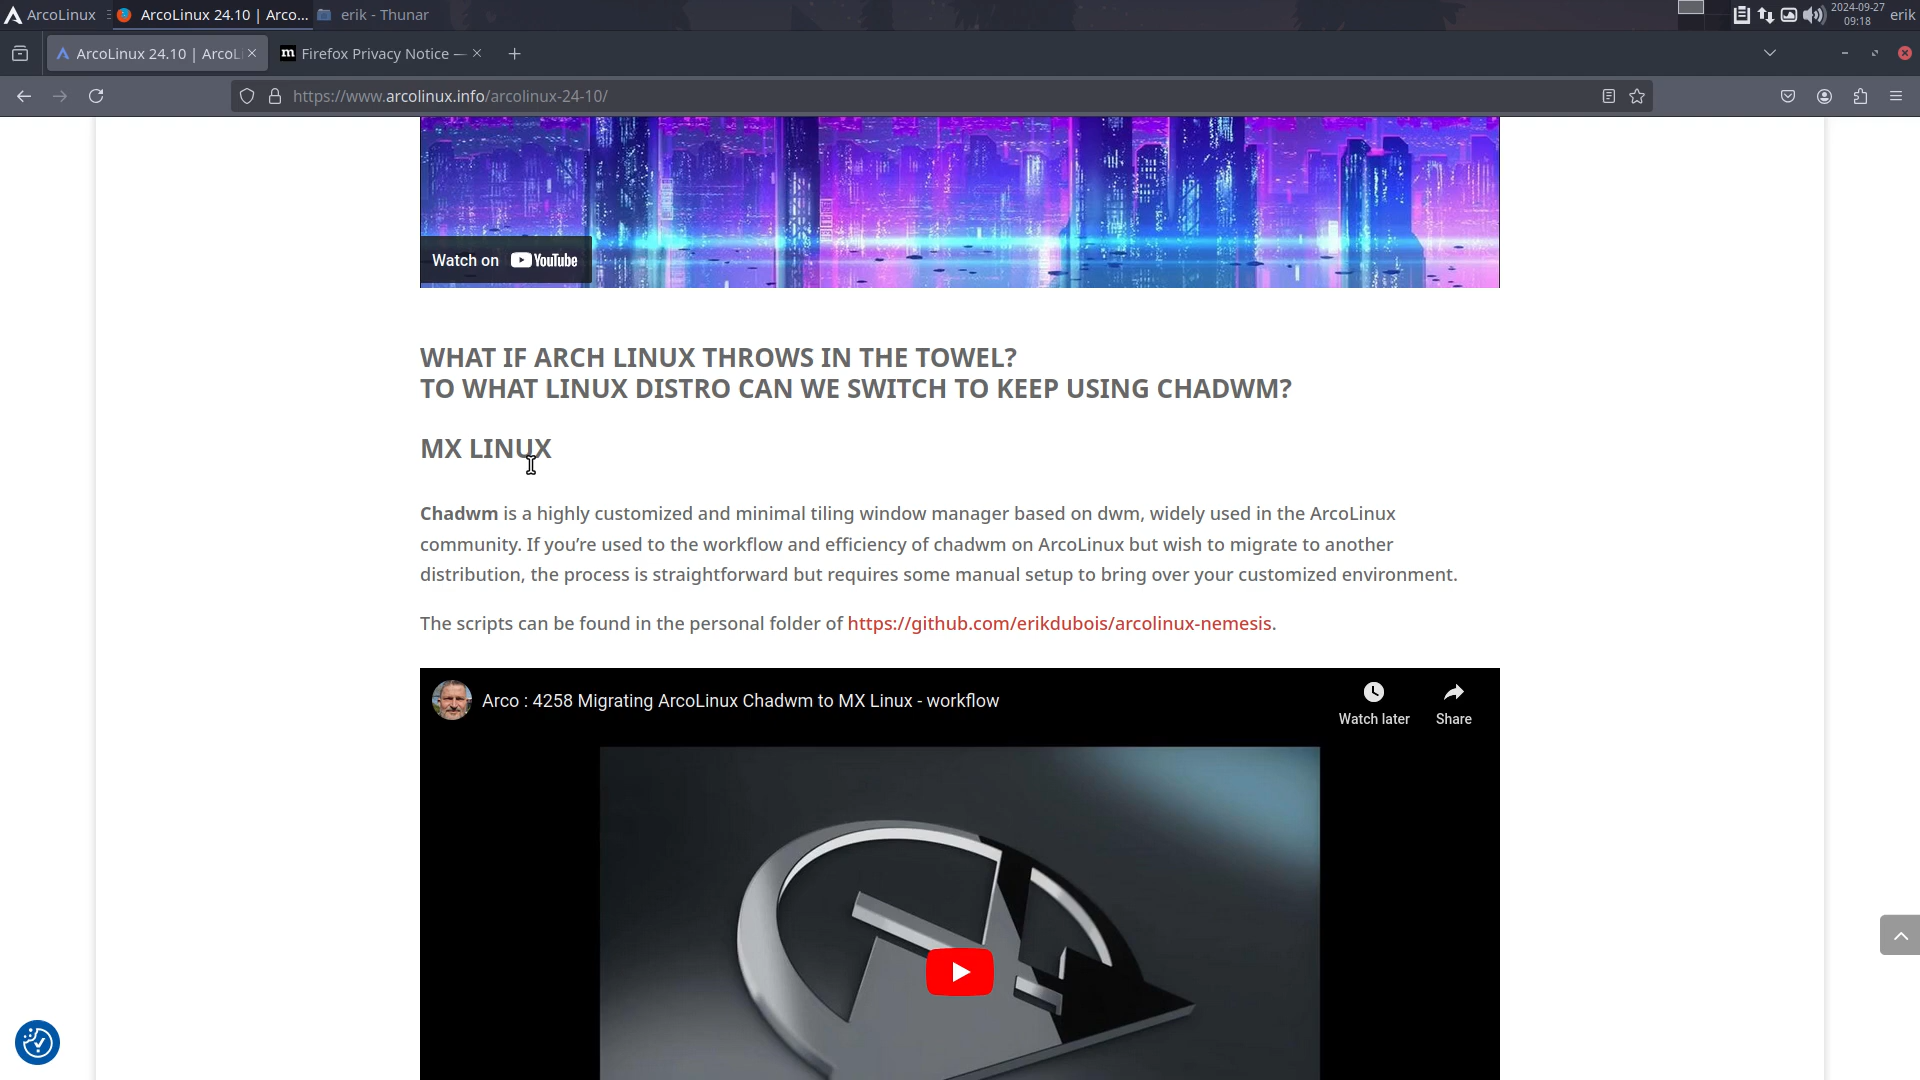 ArcoLinux
ArcoLinux 24.10 | Arco...
erik - Thunar
2024-09-27
09:18
erik
ArcoLinux 24.10 | ArcoL
Firefox Privacy Notice —
https://www.arcolinux.info/arcolinux-24-10/
Watch on YouTube
WHAT IF ARCH LINUX THROWS IN THE TOWEL?
TO WHAT LINUX DISTRO CAN WE SWITCH TO KEEP USING CHADWM?
MX LINUX
Chadwm is a highly customized and minimal tiling window manager based on dwm, widely used in the ArcoLinux
community. If you’re used to the workflow and efficiency of chadwm on ArcoLinux but wish to migrate to another
distribution, the process is straightforward but requires some manual setup to bring over your customized environment.
The scripts can be found in the personal folder of https://github.com/erikdubois/arcolinux-nemesis.
Arco : 4258 Migrating ArcoLinux Chadwm to MX Linux - workflow
Watch later
Share